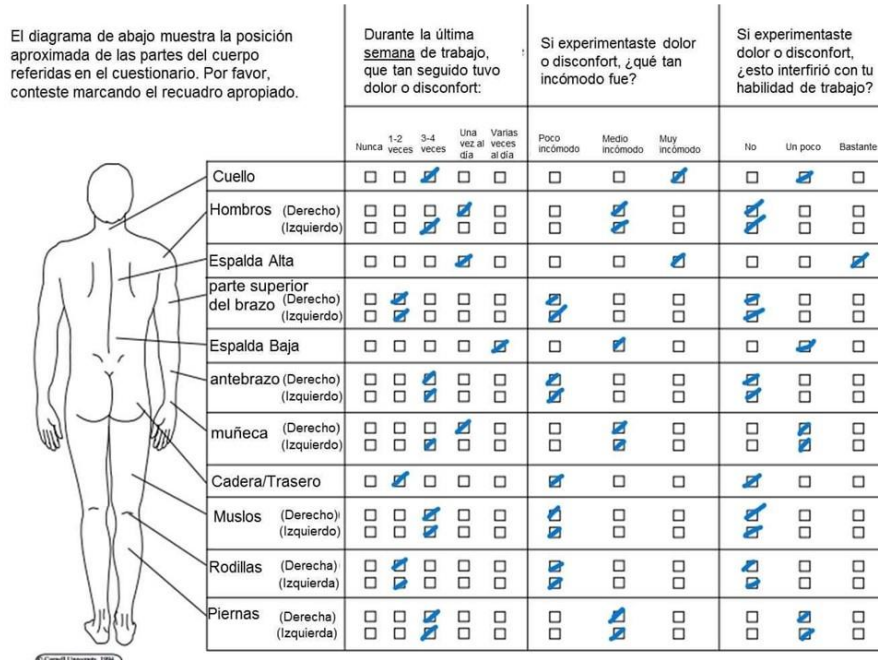 El diagrama de abajo muestra la posición
aproximada de las partes del cuerpo
referidas en el cuestionario. Por favor,
conteste marcando el recuadro apropiado.
Durante la última
semana de trabajo,
que tan seguido tuvo
dolor o disconfort:
Si experimentaste dolor
o disconfort, ¿qué tan
incómodo fue?
Si experimentaste
dolor o disconfort,
¿esto interfirió con tu
habilidad de trabajo?
Nunca
1-2
veces
3-4
veces
Una
vez al
día
Varias
veces
al día
Poco
incómodo
Medio
incómodo
Muy
incómodo
No
Un poco
Bastante
Cuello
Hombros (Derecho)
(Izquierdo)
Espalda Alta
parte superior
del brazo (Derecho)
(Izquierdo)
Espalda Baja
antebrazo (Derecho)
(Izquierdo)
muñeca (Derecho)
(Izquierdo)
Cadera/Trasero
Muslos (Derecho)
(Izquierdo)
Rodillas (Derecha)
(Izquierda)
Piernas (Derecha)
(Izquierda)
© Cornell University, 1994